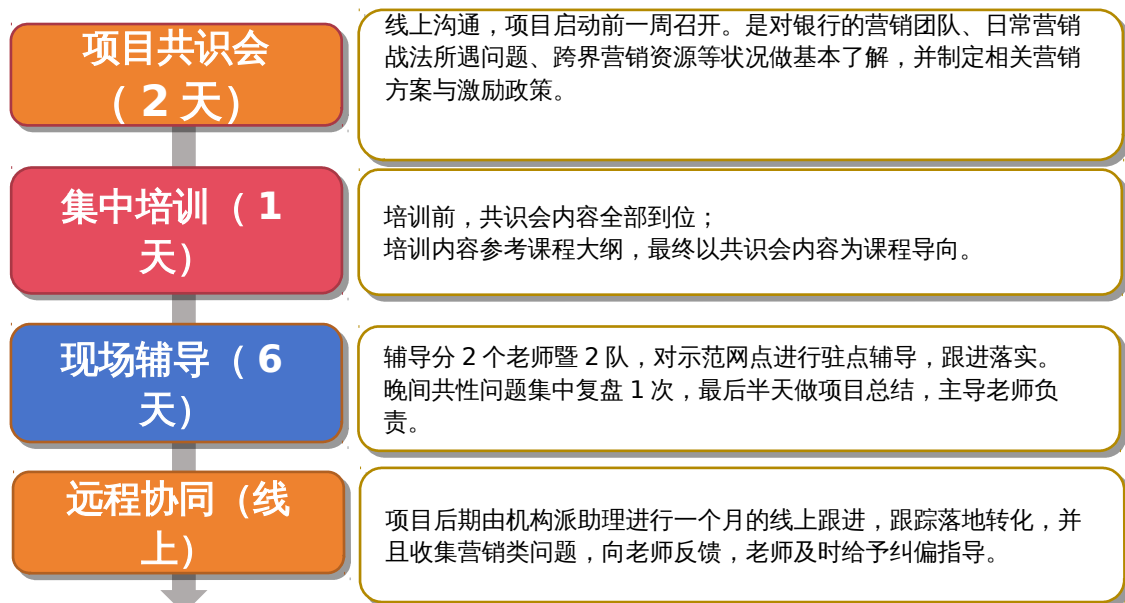 项目共识会
（ 2 天）
线上沟通，项目启动前一周召开。是对银行的营销团队、日常营销
战法所遇问题、跨界营销资源等状况做基本了解，并制定相关营销
方案与激励政策。
集中培训（ 1
天）
培训前，共识会内容全部到位；
培训内容参考课程大纲，最终以共识会内容为课程导向。
现场辅导（ 6
天）
辅导分 2 个老师暨 2 队，对示范网点进行驻点辅导，跟进落实。
晚间共性问题集中复盘 1 次，最后半天做项目总结，主导老师负
责。
远程协同（线
上）
项目后期由机构派助理进行一个月的线上跟进，跟踪落地转化，并
且收集营销类问题，向老师反馈，老师及时给予纠偏指导。